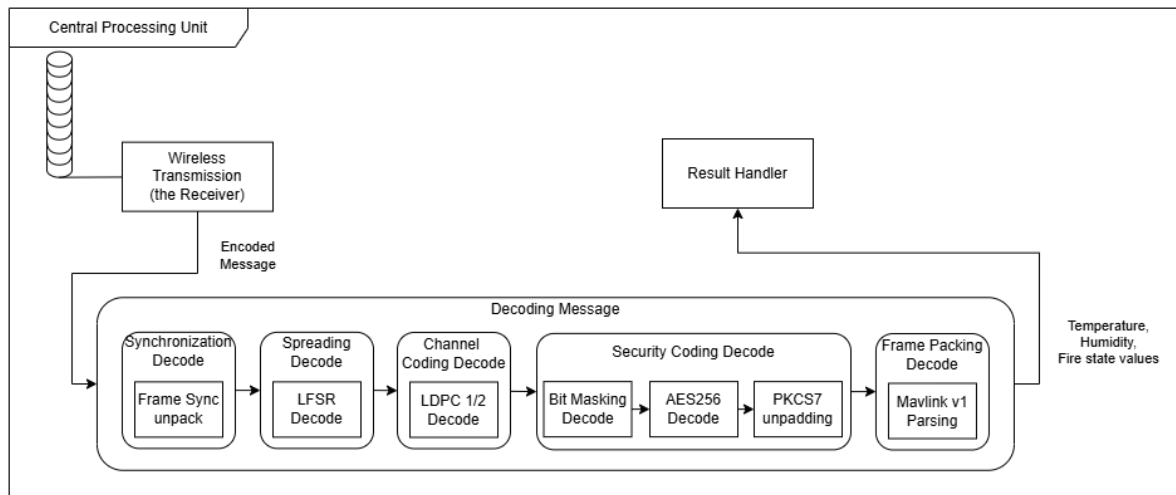 Central Processing Unit
Wireless
Transmission
(the Receiver)
Result Handler
Encoded
Message
Decoding Message
Temperature,
Humidity,
Fire state values
Synchronization
Decode
Frame Sync
unpack
Spreading
Decode
LFSR
Decode
Channel
Coding Decode
LDPC 1/2
Decode
Security Coding Decode
Bit Masking
Decode
AES256
Decode
PKCS7
unpadding
Frame Packing
Decode
Mavlink v1
Parsing